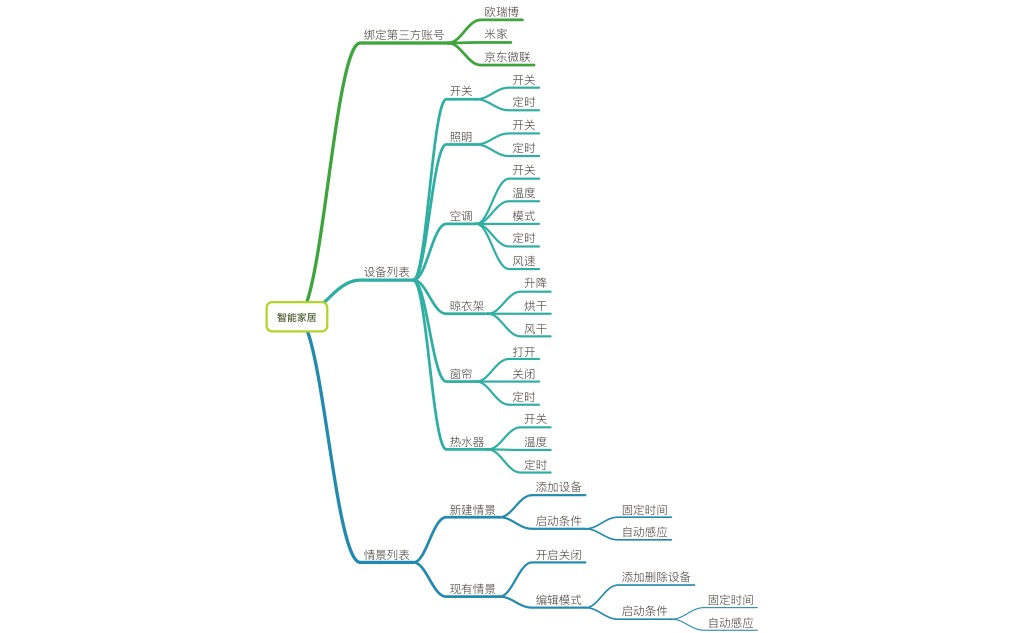 智能家居
绑定第三方账号
欧瑞博
米家
京东微联
设备列表
开关
开关
定时
照明
开关
定时
空调
开关
温度
模式
定时
风速
晾衣架
升降
烘干
风干
窗帘
打开
关闭
定时
热水器
开关
温度
定时
情景列表
新建情景
添加设备
启动条件
固定时间
自动感应
现有情景
开启关闭
编辑模式
添加删除设备
启动条件
固定时间
自动感应